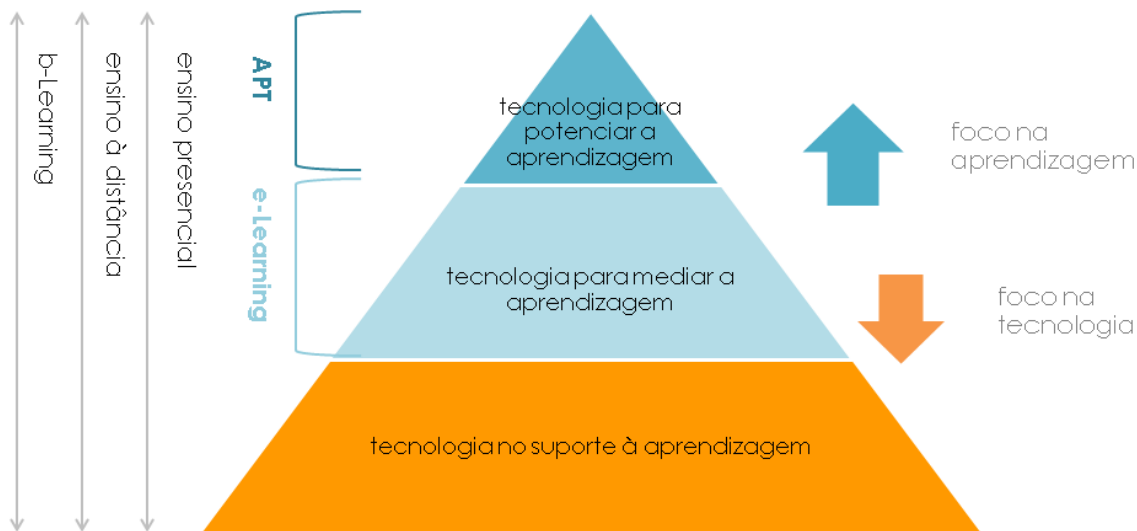 b-Learning
ensino à distância
ensino presencial
APT
e-Learning
tecnologia para
potenciar a
aprendizagem
tecnologia para mediar a
aprendizagem
tecnologia no suporte à aprendizagem
foco na
aprendizagem
foco na
tecnologia